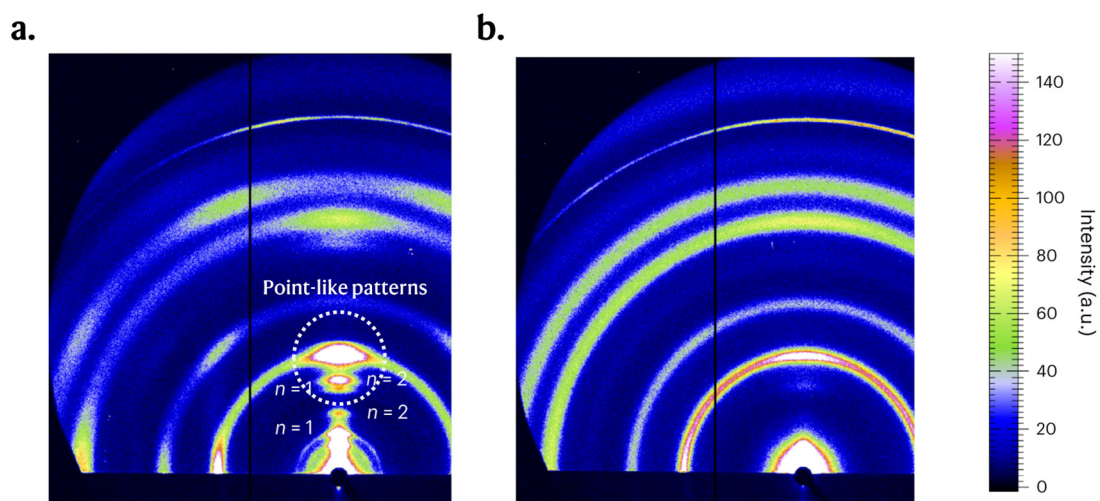 a.
b.
Point-like patterns
n = 1
n = 2
n = 2
n = 1
140
120
100
80
60
40
20
0
Intensity (a.u.)